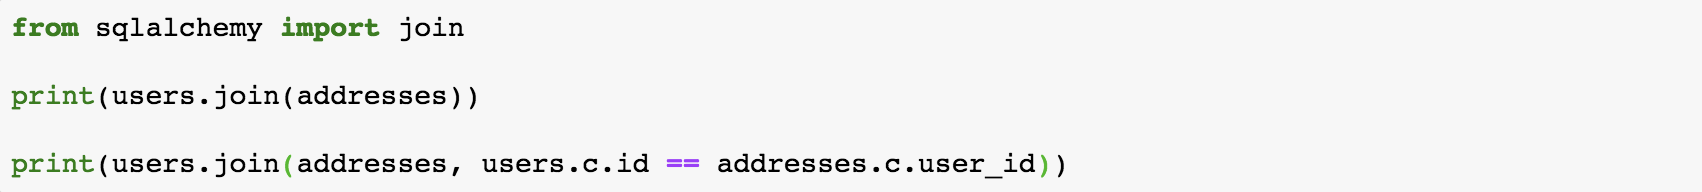 from sqlalchemy import join
print(users.join(addresses))
print(users.join(addresses, users.c.id == addresses.c.user_id))